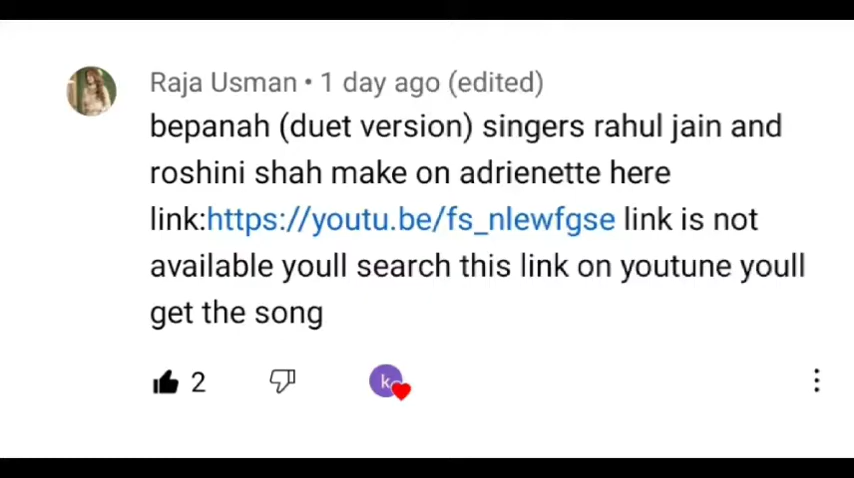 Raja Usman • 1 day ago (edited)
bepanah (duet version) singers rahul jain and
roshini shah make on adrienette here
link:https://youtu.be/fs_nlewfgse link is not
available youll search this link on youtune youll
get the song
2
k